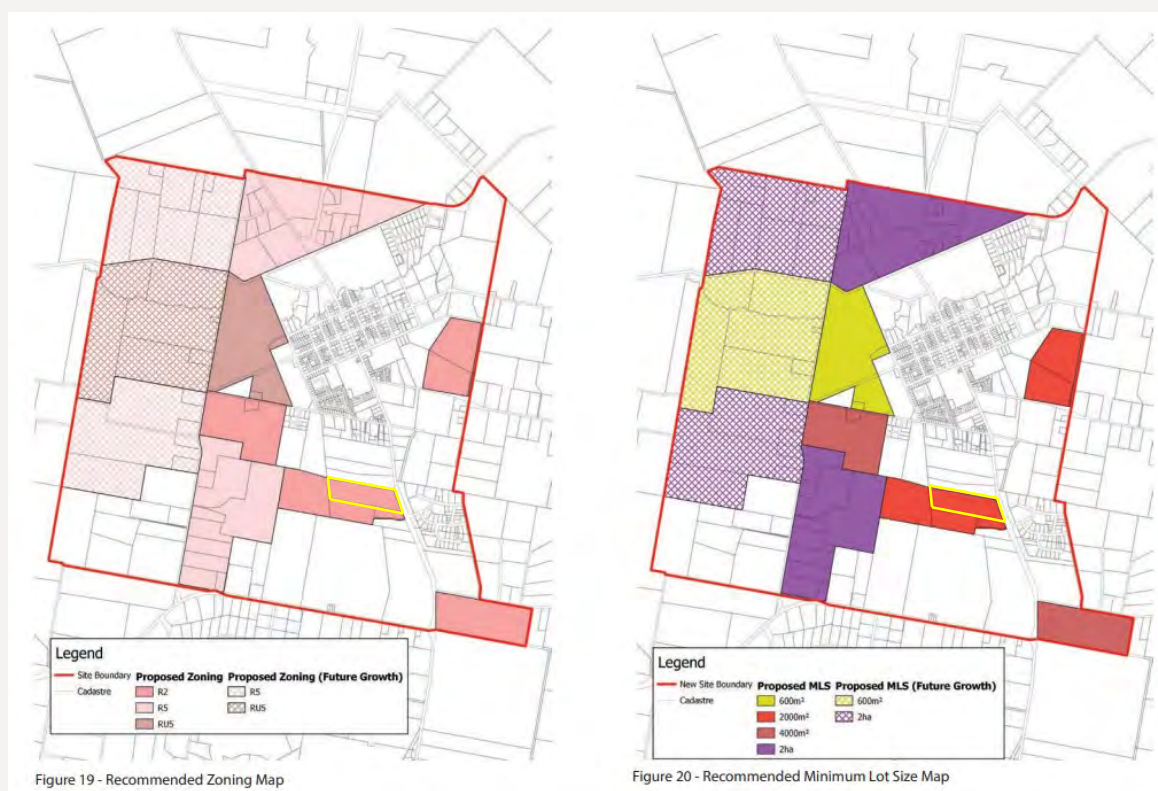 Legend
Site Boundary
Cadastre
Proposed Zoning
R2
R5
RU5
Proposed Zoning (Future Growth)
R5
RU5
Figure 19 - Recommended Zoning Map
Legend
New Site Boundary
Cadastre
Proposed MLS
600m²
2000m²
4000m²
2ha
Proposed MLS (Future Growth)
600m²
2ha
Figure 20 - Recommended Minimum Lot Size Map